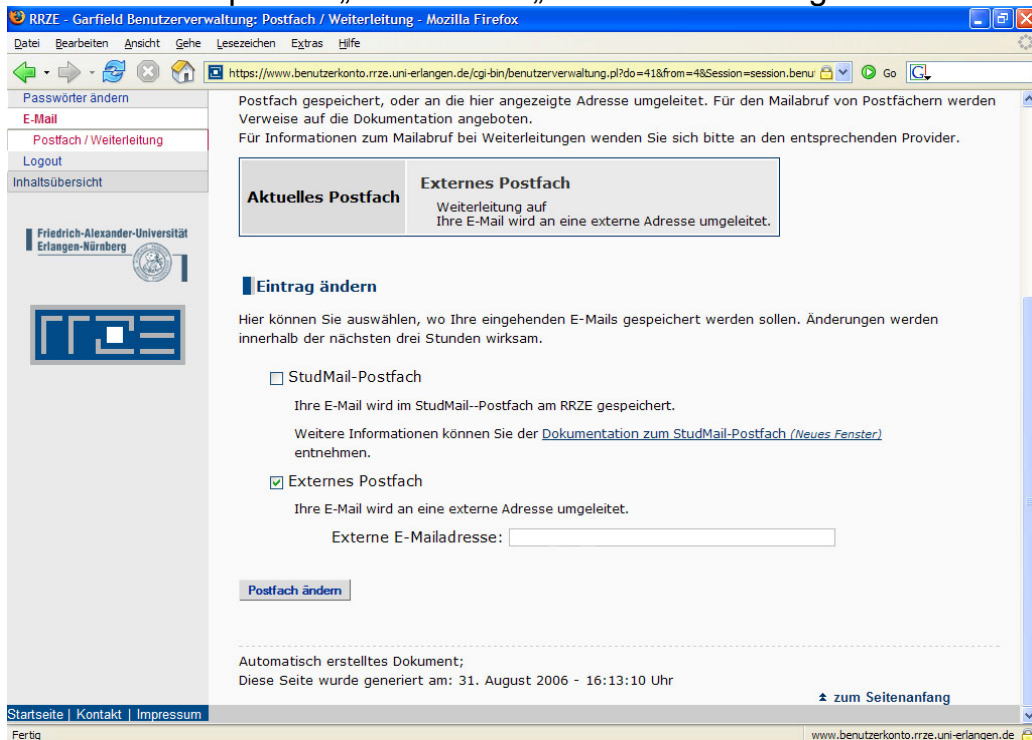 RRZE - Garfield Benutzerverwaltung: Postfach / Weiterleitung - Mozilla Firefox
Datei Bearbeiten Ansicht Gehe Lesezeichen Extras Hilfe
https://www.benutzerkonto.rrze.uni-erlangen.de/cgi-bin/benutzerverwaltung.pl?do=41&from=4&Session=session.benu Go
Passwörter ändern
E-Mail
Postfach / Weiterleitung
Logout
Inhaltsübersicht
Friedrich-Alexander-Universität
Erlangen-Nürnberg
RRZE
Postfach gespeichert, oder an die hier angezeigte Adresse umgeleitet. Für den Mailabruf von Postfächern werden
Verweise auf die Dokumentation angeboten.
Für Informationen zum Mailabruf bei Weiterleitungen wenden Sie sich bitte an den entsprechenden Provider.
Aktuelles Postfach
Externes Postfach
Weiterleitung auf
Ihre E-Mail wird an eine externe Adresse umgeleitet.
Eintrag ändern
Hier können Sie auswählen, wo Ihre eingehenden E-Mails gespeichert werden sollen. Änderungen werden
innerhalb der nächsten drei Stunden wirksam.
StudMail-Postfach
Ihre E-Mail wird im StudMail--Postfach am RRZE gespeichert.
Weitere Informationen können Sie der Dokumentation zum StudMail-Postfach (Neues Fenster)
entnehmen.
Externes Postfach
Ihre E-Mail wird an eine externe Adresse umgeleitet.
Externe E-Mailadresse:
Postfach ändern
Automatisch erstelltes Dokument;
Diese Seite wurde generiert am: 31. August 2006 - 16:13:10 Uhr
zum Seitenanfang
Startseite | Kontakt | Impressum
Fertig www.benutzerkonto.rrze.uni-erlangen.de